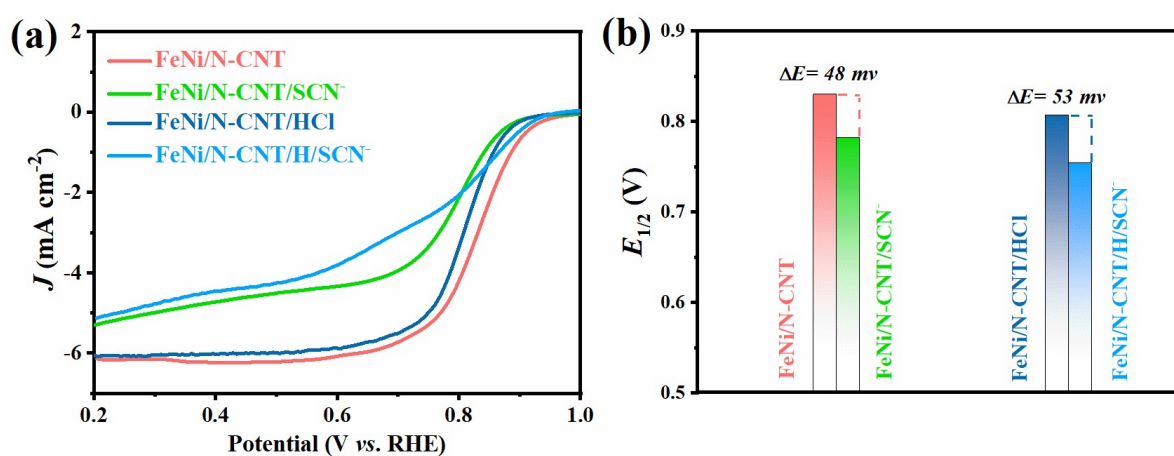 (a)
2
0
-2
-4
-6
J (mA cm⁻²)
FeNi/N-CNT
FeNi/N-CNT/SCN⁻
FeNi/N-CNT/HCl
FeNi/N-CNT/H/SCN⁻
0.2 0.4 0.6 0.8 1.0
Potential (V vs. RHE)
(b)
0.9
0.8
0.7
0.6
0.5
E1/2 (V)
ΔE= 48 mv
ΔE= 53 mv
FeNi/N-CNT
FeNi/N-CNT/SCN⁻
FeNi/N-CNT/HCl
FeNi/N-CNT/H/SCN⁻